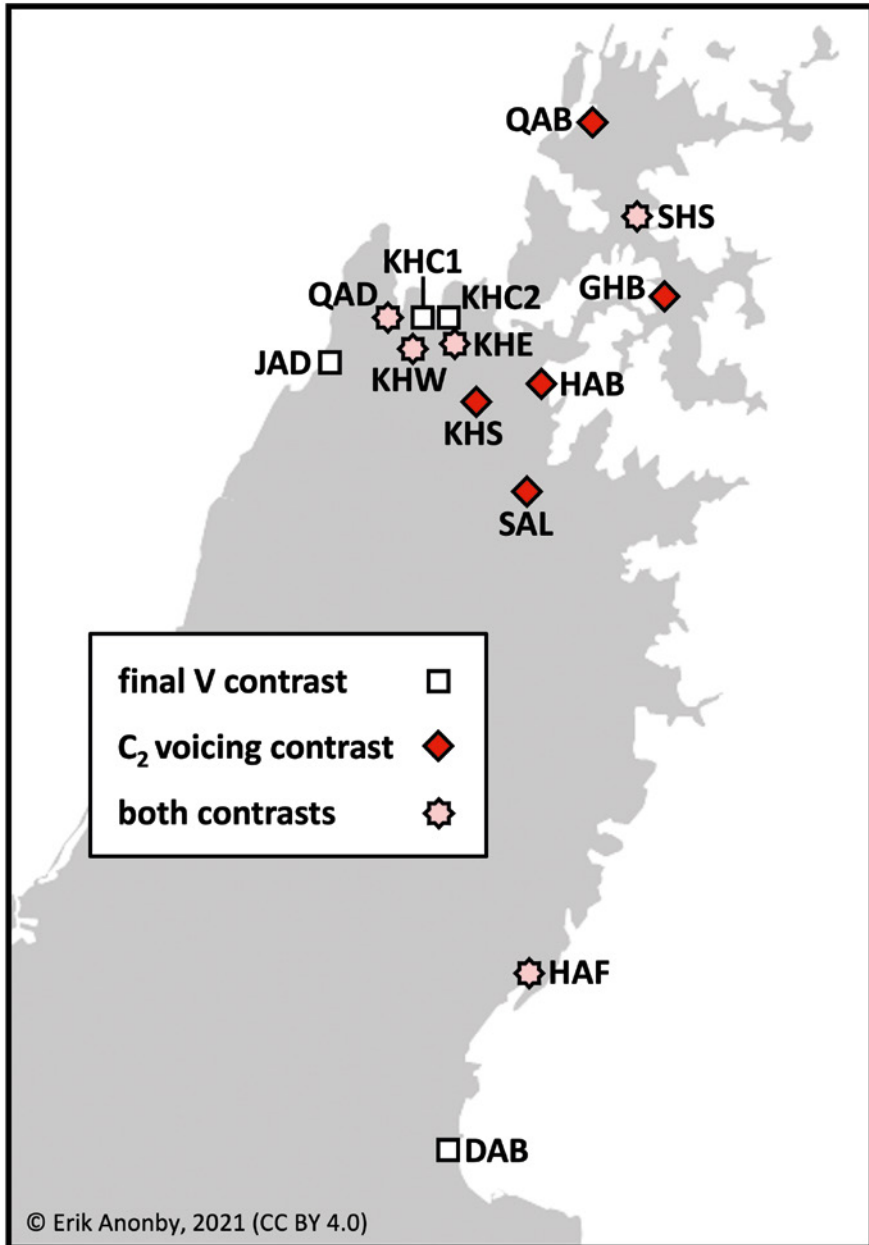 QAB
SHS
GHB
KHC1
KHC2
QAD
KHE
JAD
KHW
HAB
KHS
SAL
final V contrast
C₂ voicing contrast
both contrasts
HAF
DAB
© Erik Anonby, 2021 (CC BY 4.0)